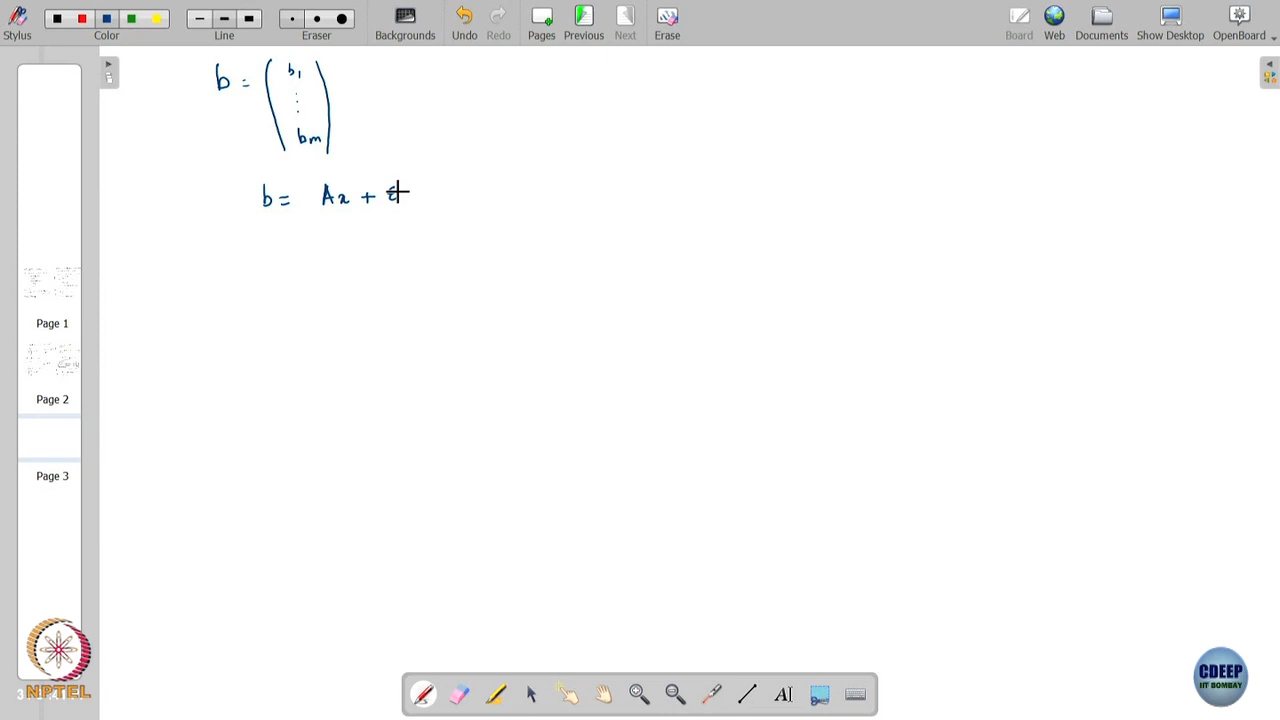 Stylus Color Line Eraser Backgrounds Undo Redo Pages Previous Next Erase Board Web Documents Show Desktop OpenBoard
b = ( b1
⋮
bm )
b = Ax + ε
Page 1
Page 2
Page 3
NPTEL
CDEEP
IIT BOMBAY